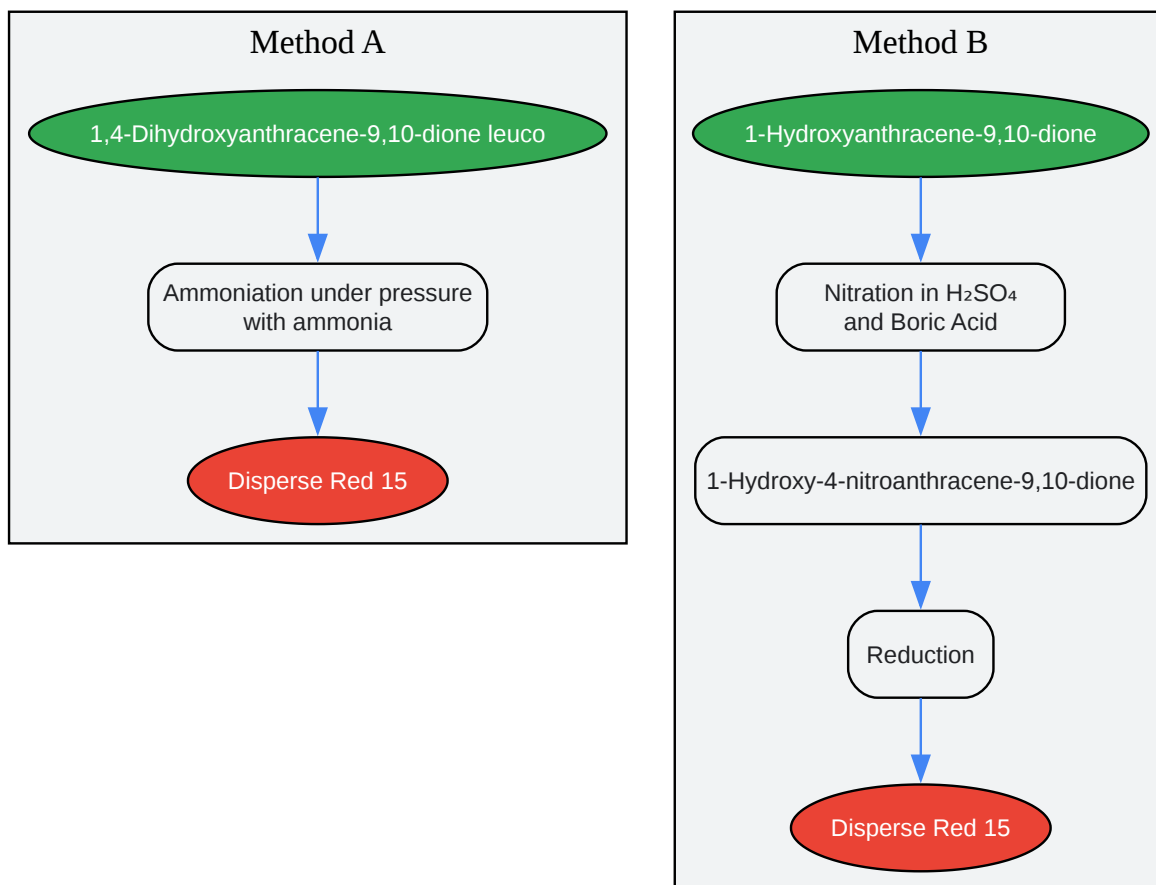 Method A
1,4-Dihydroxyanthracene-9,10-dione leuco
Ammoniation under pressure
with ammonia
Disperse Red 15
Method B
1-Hydroxyanthracene-9,10-dione
Nitration in H₂SO₄
and Boric Acid
1-Hydroxy-4-nitroanthracene-9,10-dione
Reduction
Disperse Red 15